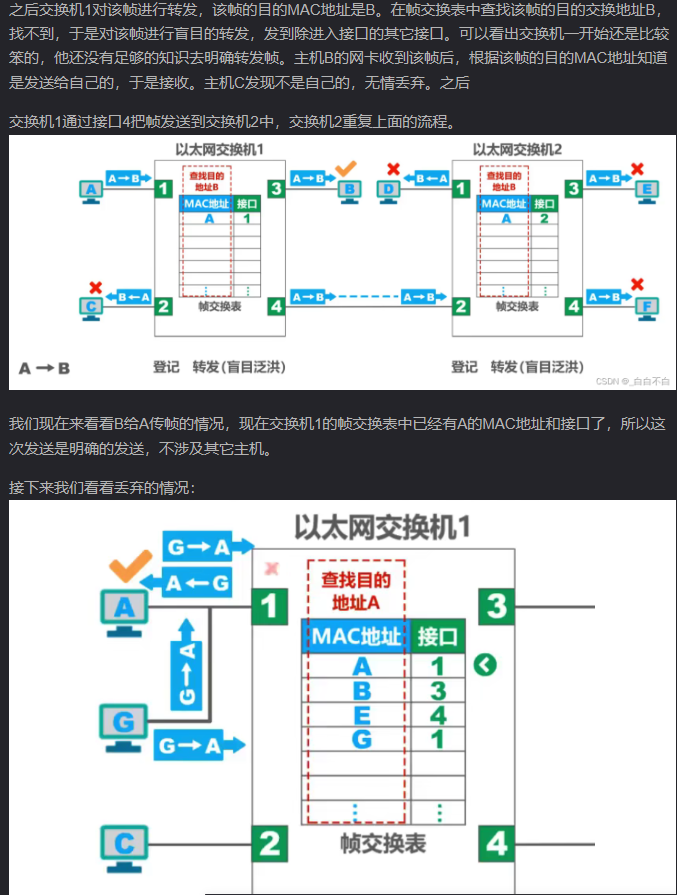 之后交换机1对该帧进行转发，该帧的目的MAC地址是B。在帧交换表中查找该帧的目的交换地址B，
找不到，于是对该帧进行盲目的转发，发到除进入接口的其它接口。可以看出交换机一开始还是比较
笨的，他还没有足够的知识去明确转发帧。主机B的网卡收到该帧后，根据该帧的目的MAC地址知道
是发送给自己的，于是接收。主机C发现不是自己的，无情丢弃。之后
交换机1通过接口4把帧发送到交换机2中，交换机2重复上面的流程。
以太网交换机1
以太网交换机2
A→B
查找目的
地址B
A→B
B←A
查找目的
地址B
A→B
A
1
3
B
D
1
3
E
MAC地址 接口
A 1
MAC地址 接口
A 2
B←A
A→B
A→B
A→B
C
2
帧交换表
4
2
帧交换表
4
F
A→B
登记 转发(盲目泛洪)
登记 转发(盲目泛洪)
CSDN @_白白不白
我们现在来看看B给A传帧的情况，现在交换机1的帧交换表中已经有A的MAC地址和接口了，所以这
次发送是明确的发送，不涉及其它主机。
接下来我们看看丢弃的情况：
以太网交换机1
G→A
A←G
查找目的
地址A
A
1
3
MAC地址 接口
A 1
B 3
E 4
G 1
G→A
G
G→A
C
2
帧交换表
4